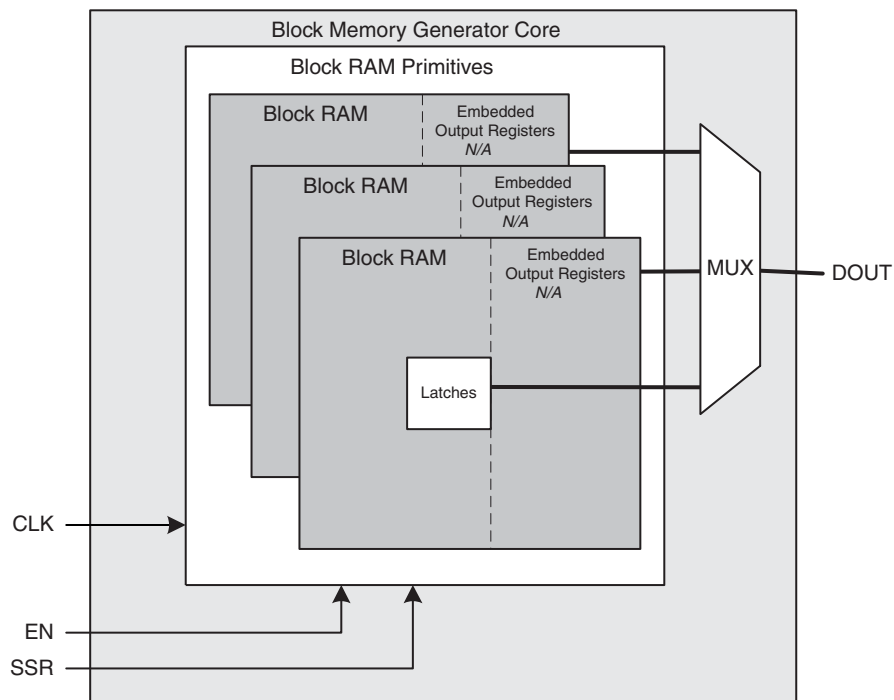 Block Memory Generator Core
Block RAM Primitives
Block RAM
Embedded
Output Registers
N/A
Block RAM
Embedded
Output Registers
N/A
Block RAM
Embedded
Output Registers
N/A
MUX
DOUT
Latches
CLK
EN
SSR